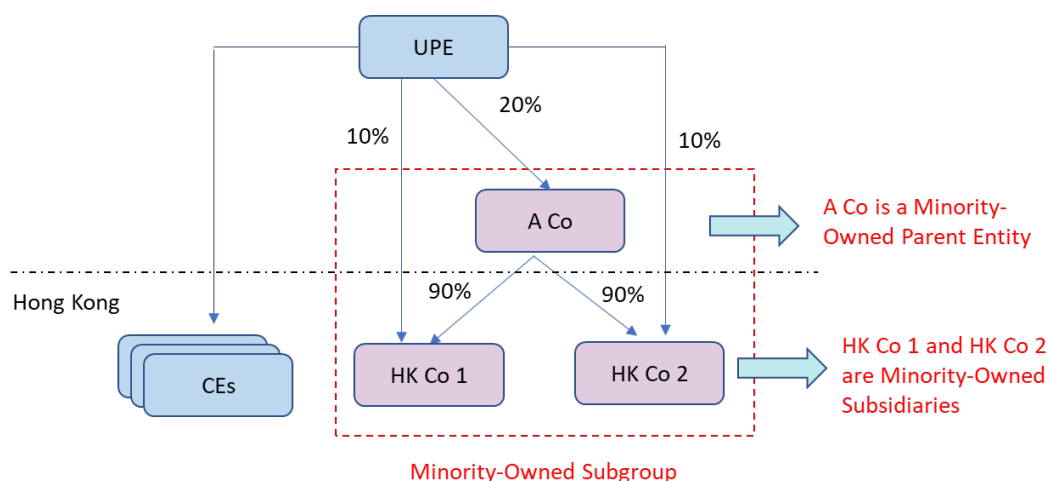 UPE
20%
10%
10%
A Co
A Co is a Minority-
Owned Parent Entity
Hong Kong
90%
90%
CEs
HK Co 1
HK Co 2
HK Co 1 and HK Co 2
are Minority-Owned
Subsidiaries
Minority-Owned Subgroup